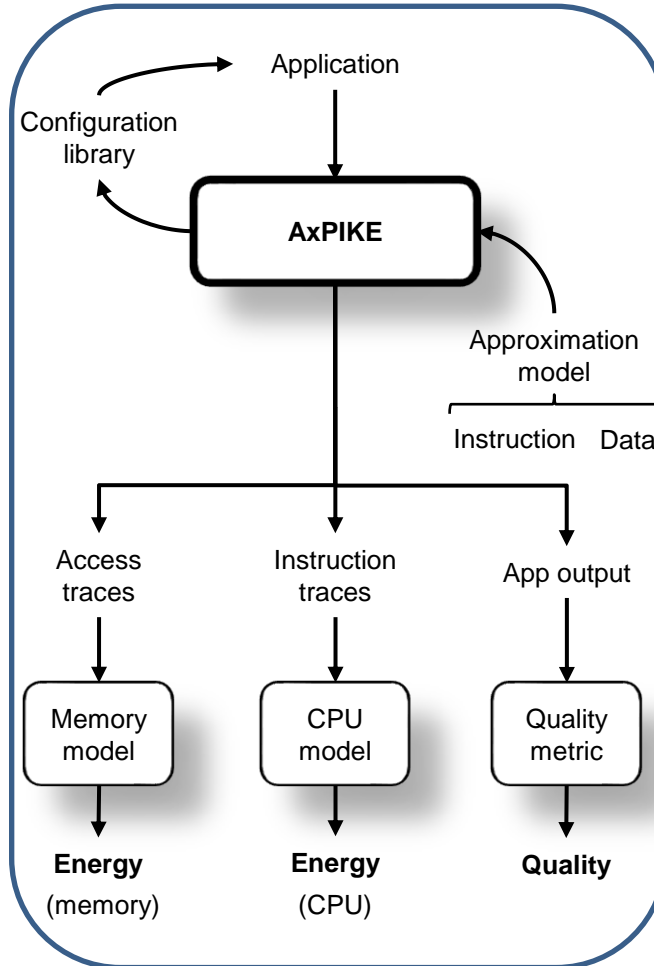 Application
Configuration
library
AxPIKE
Approximation
model
Instruction Data
Access
traces
Instruction
traces
App output
Memory
model
CPU
model
Quality
metric
Energy
(memory)
Energy
(CPU)
Quality